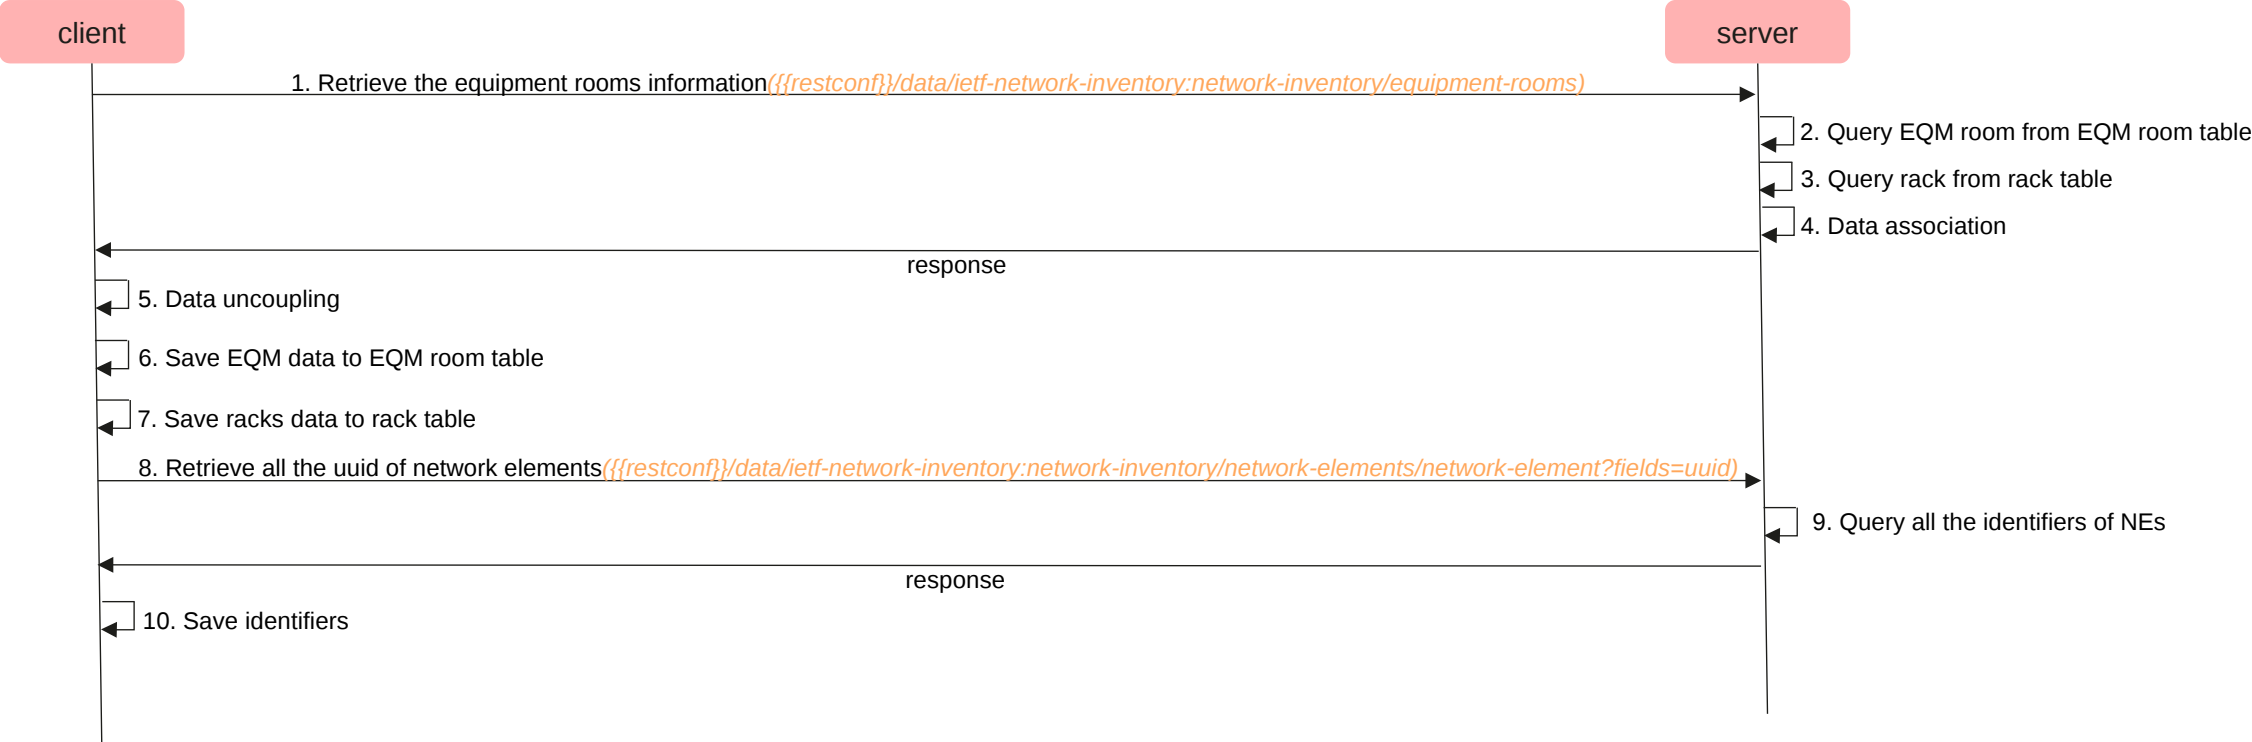 client
server
1. Retrieve the equipment rooms information({{restconf}}/data/ietf-network-inventory:network-inventory/equipment-rooms)
2. Query EQM room from EQM room table
3. Query rack from rack table
4. Data association
response
5. Data uncoupling
6. Save EQM data to EQM room table
7. Save racks data to rack table
8. Retrieve all the uuid of network elements({{restconf}}/data/ietf-network-inventory:network-inventory/network-elements/network-element?fields=uuid)
9. Query all the identifiers of NEs
response
10. Save identifiers